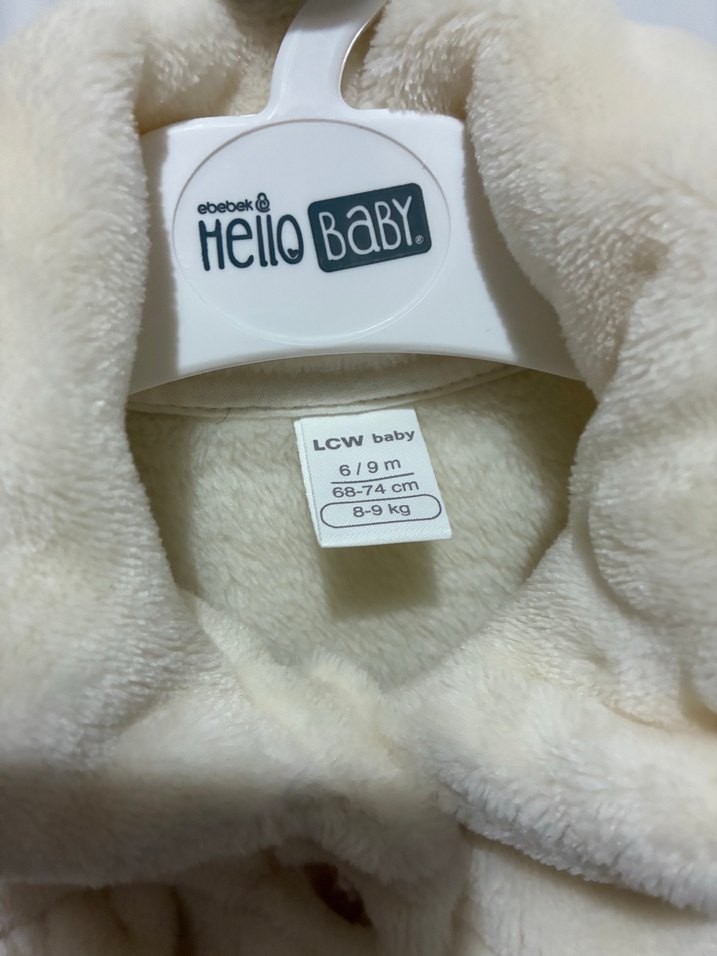 ebebek
Hello BABY®
LCW baby
6 / 9 m
68-74 cm
8-9 kg